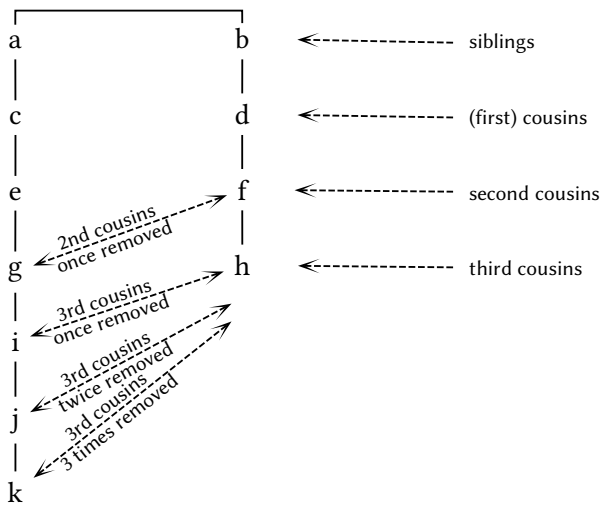 a b siblings
c d (first) cousins
e f second cousins
2nd cousins
once removed
g h third cousins
3rd cousins
once removed
i
3rd cousins
twice removed
j
3rd cousins
3 times removed
k